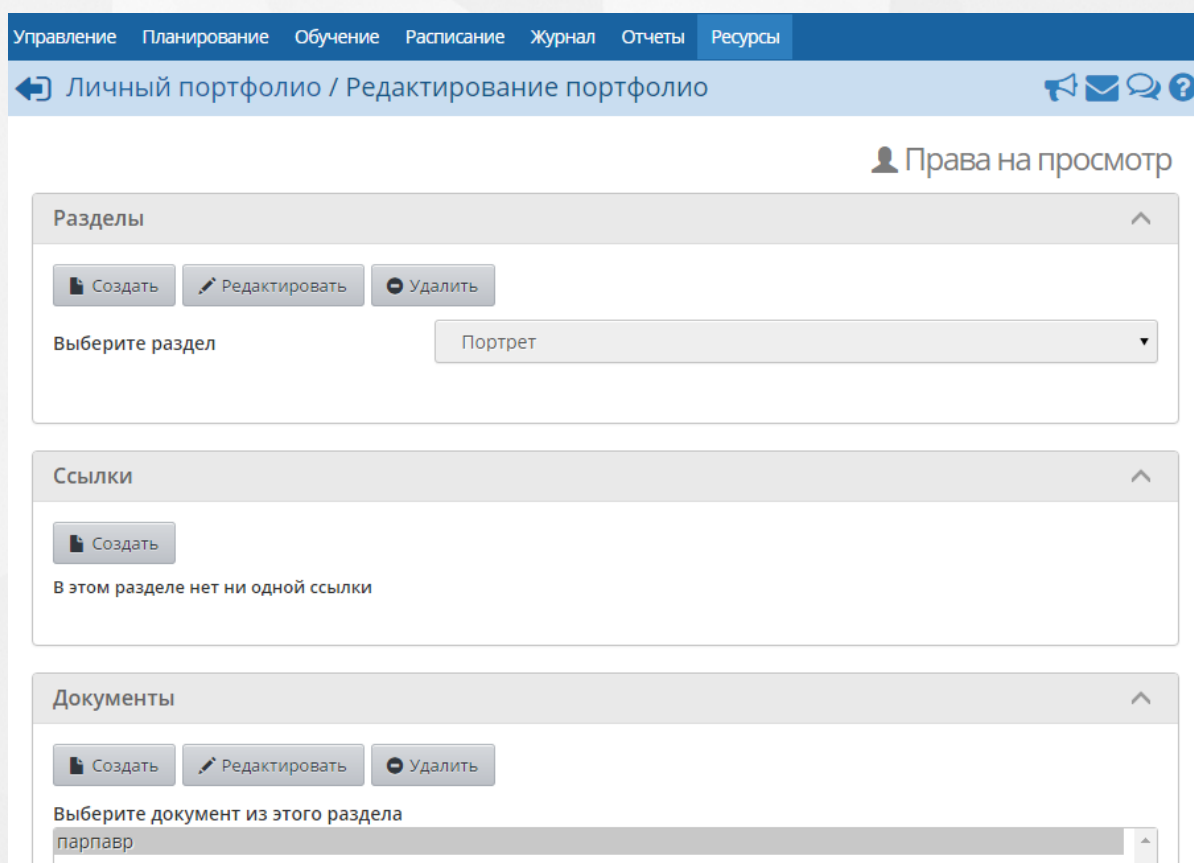 Управление Планирование Обучение Расписание Журнал Отчеты Ресурсы
Личный портфолио / Редактирование портфолио
Права на просмотр
Разделы
Создать Редактировать Удалить
Выберите раздел Портрет
Ссылки
Создать
В этом разделе нет ни одной ссылки
Документы
Создать Редактировать Удалить
Выберите документ из этого раздела
парпавр